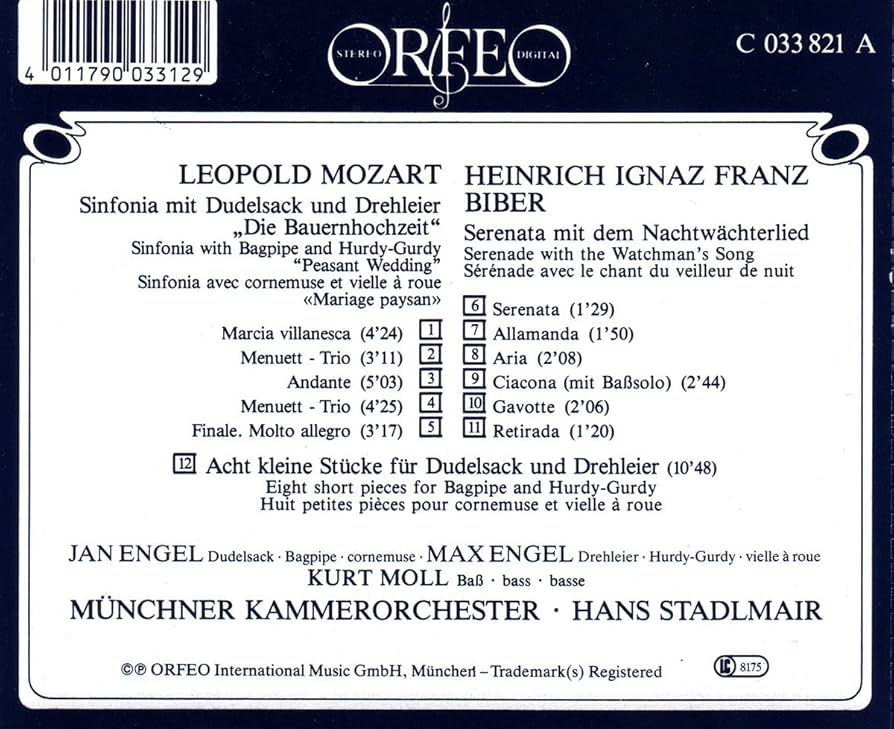 4 011790 033129
STEREO ORFEO DIGITAL
C 033 821 A
LEOPOLD MOZART
Sinfonia mit Dudelsack und Drehleier
„Die Bauernhochzeit“
Sinfonia with Bagpipe and Hurdy-Gurdy
“Peasant Wedding”
Sinfonia avec cornemuse et vielle à roue
«Mariage paysan»
Marcia villanesca (4’24) 1
Menuett - Trio (3’11) 2
Andante (5’03) 3
Menuett - Trio (4’25) 4
Finale. Molto allegro (3’17) 5
HEINRICH IGNAZ FRANZ
BIBER
Serenata mit dem Nachtwächterlied
Serenade with the Watchman’s Song
Sérénade avec le chant du veilleur de nuit
6 Serenata (1’29)
7 Allamanda (1’50)
8 Aria (2’08)
9 Ciacona (mit Baßsolo) (2’44)
10 Gavotte (2’06)
11 Retirada (1’20)
12 Acht kleine Stücke für Dudelsack und Drehleier (10’48)
Eight short pieces for Bagpipe and Hurdy-Gurdy
Huit petites pièces pour cornemuse et vielle à roue
JAN ENGEL Dudelsack · Bagpipe · cornemuse · MAX ENGEL Drehleier · Hurdy-Gurdy · vielle à roue
KURT MOLL Baß · bass · basse
MÜNCHNER KAMMERORCHESTER · HANS STADLMAIR
©℗ ORFEO International Music GmbH, München – Trademark(s) Registered
LC 8175